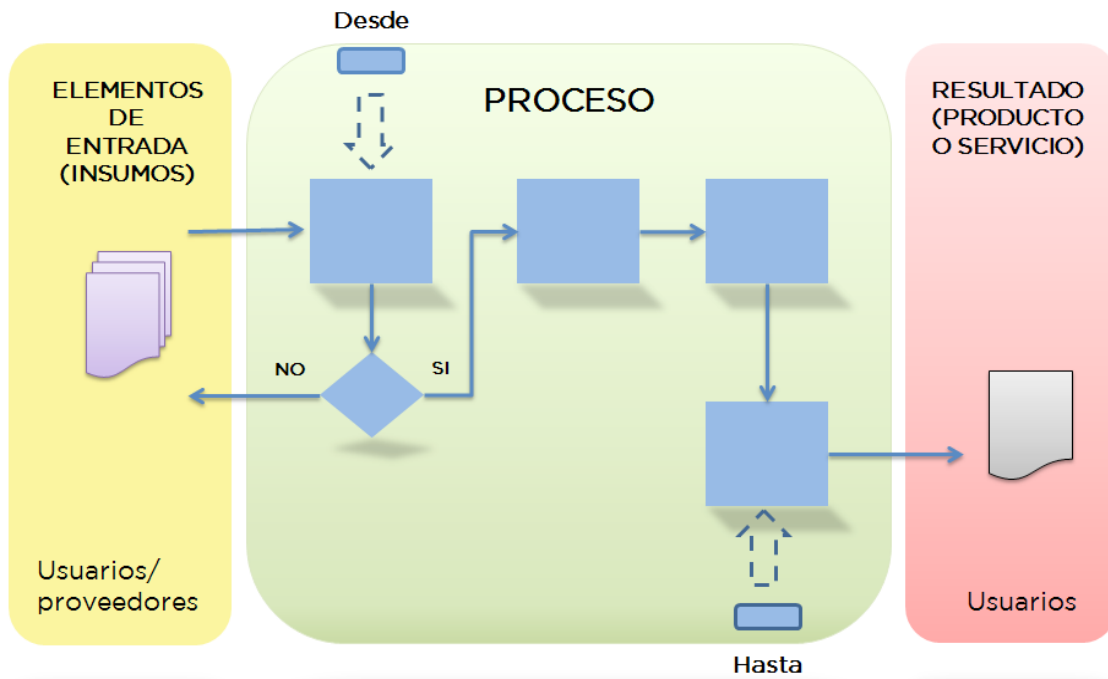 Desde
ELEMENTOS
DE
ENTRADA
(INSUMOS)
PROCESO
RESULTADO
(PRODUCTO
O SERVICIO)
NO
SI
Usuarios/
proveedores
Usuarios
Hasta